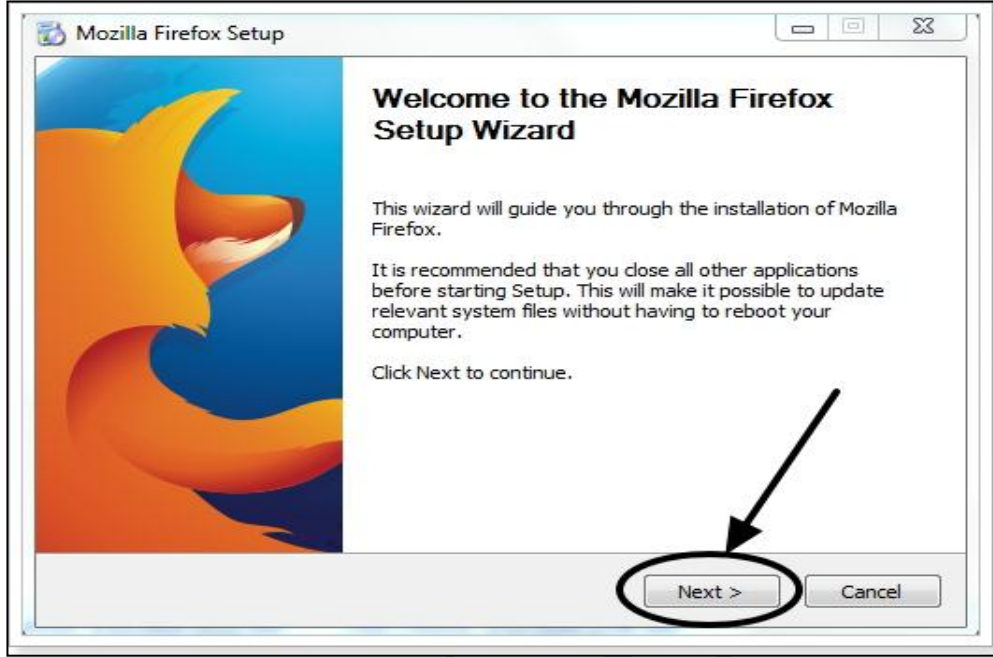 Mozilla Firefox Setup
Welcome to the Mozilla Firefox
Setup Wizard
This wizard will guide you through the installation of Mozilla
Firefox.
It is recommended that you close all other applications
before starting Setup. This will make it possible to update
relevant system files without having to reboot your
computer.
Click Next to continue.
Next >
Cancel